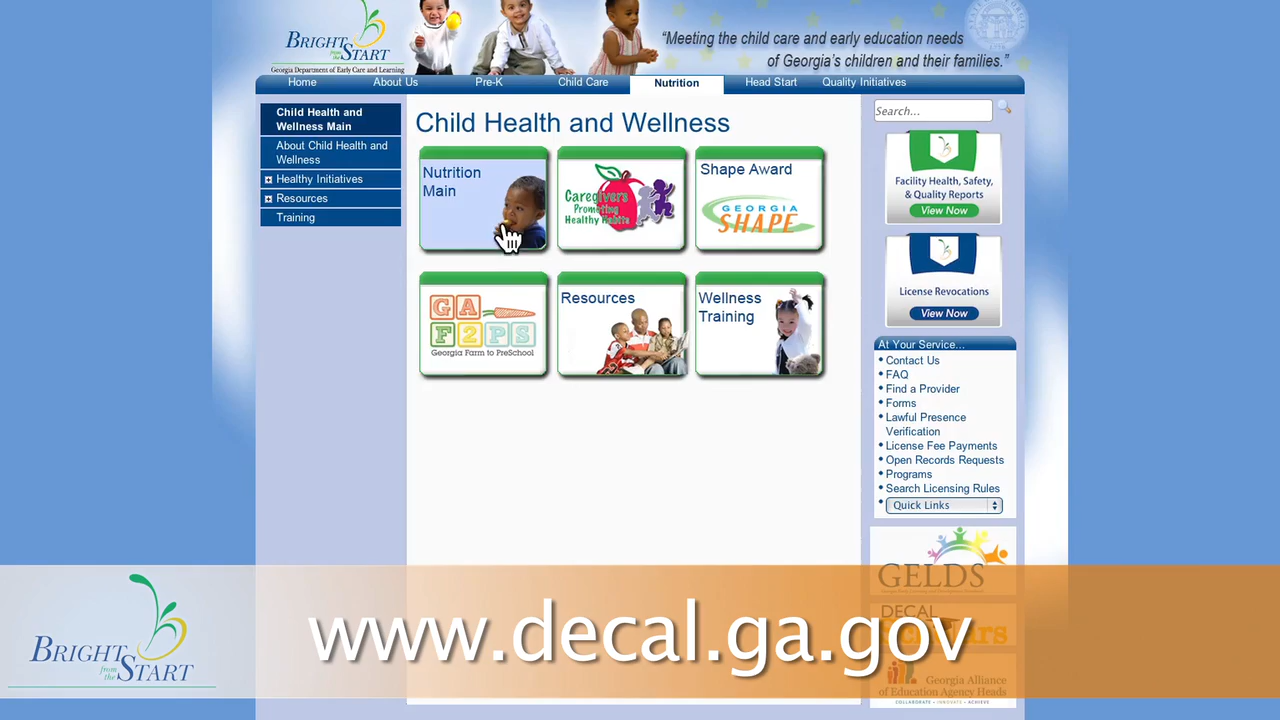 BRIGHT
from the
START
Georgia Department of Early Care and Learning
“Meeting the child care and early education needs
of Georgia’s children and their families.”
Home
About Us
Pre-K
Child Care
Nutrition
Head Start
Quality Initiatives
Child Health and
Wellness Main
About Child Health and
Wellness
Healthy Initiatives
Resources
Training
Child Health and Wellness
Nutrition
Main
Caregivers
Promoting
Healthy Habits
Shape Award
GEORGIA
SHAPE
GA
F2PS
Georgia Farm to PreSchool
Resources
Wellness
Training
Search...
Facility Health, Safety,
& Quality Reports
View Now
License Revocations
View Now
At Your Service...
Contact Us
FAQ
Find a Provider
Forms
Lawful Presence
Verification
License Fee Payments
Open Records Requests
Programs
Search Licensing Rules
Quick Links
GELDS
DECAL
Georgia Alliance
of Education Agency Heads
COLLABORATE • INNOVATE • ACHIEVE
BRIGHT
from the
START
www.decal.ga.gov